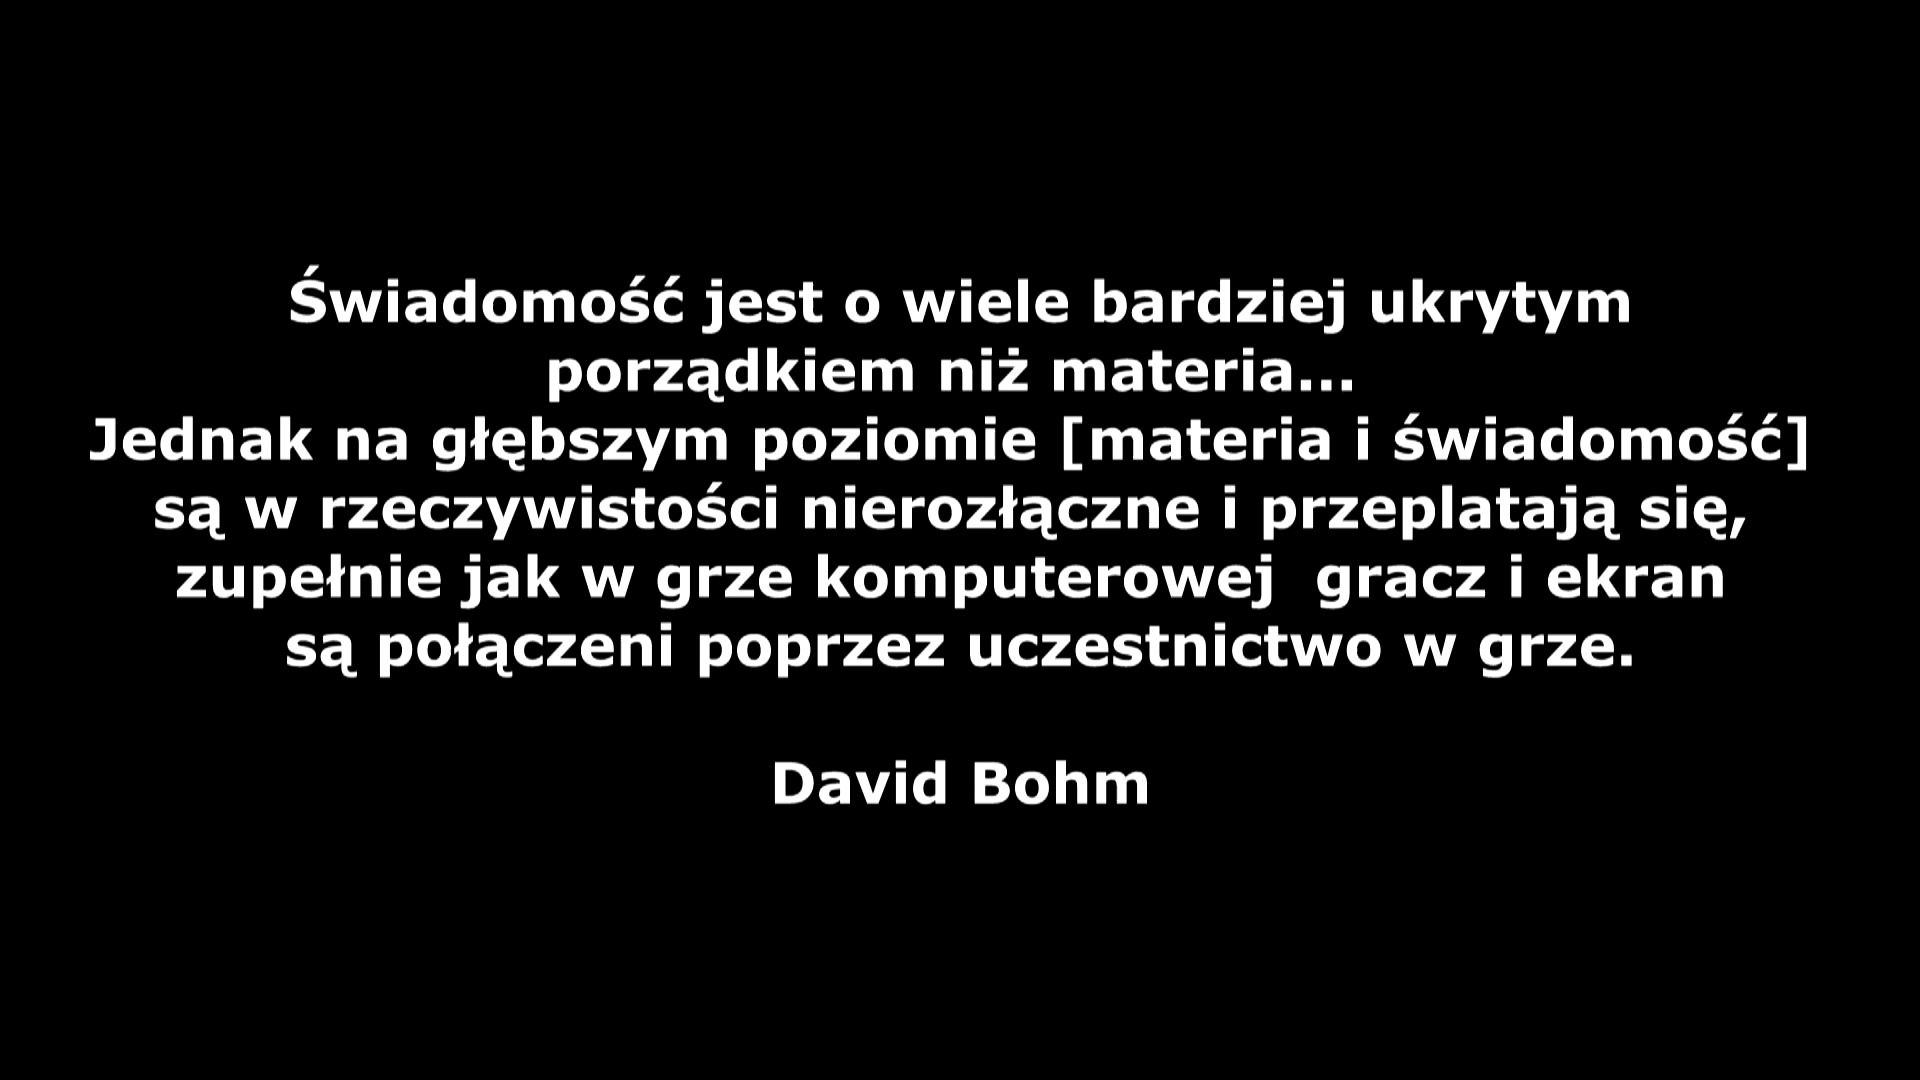 Świadomość jest o wiele bardziej ukrytym
porządkiem niż materia...
Jednak na głębszym poziomie [materia i świadomość]
są w rzeczywistości nierozłączne i przeplatają się,
zupełnie jak w grze komputerowej  gracz i ekran
są połączeni poprzez uczestnictwo w grze.
David Bohm